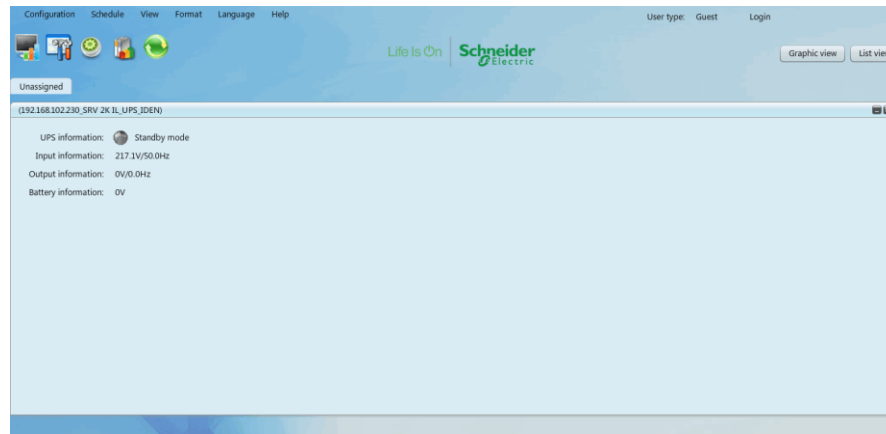 Configuration Schedule View Format Language Help User type: Guest Login
Life Is On Schneider Electric
Graphic view List vie
Unassigned
(192.168.102.230_SRV 2K IL_UPS_IDEN)
UPS information: Standby mode
Input information: 217.1V/50.0Hz
Output information: 0V/0.0Hz
Battery information: 0V